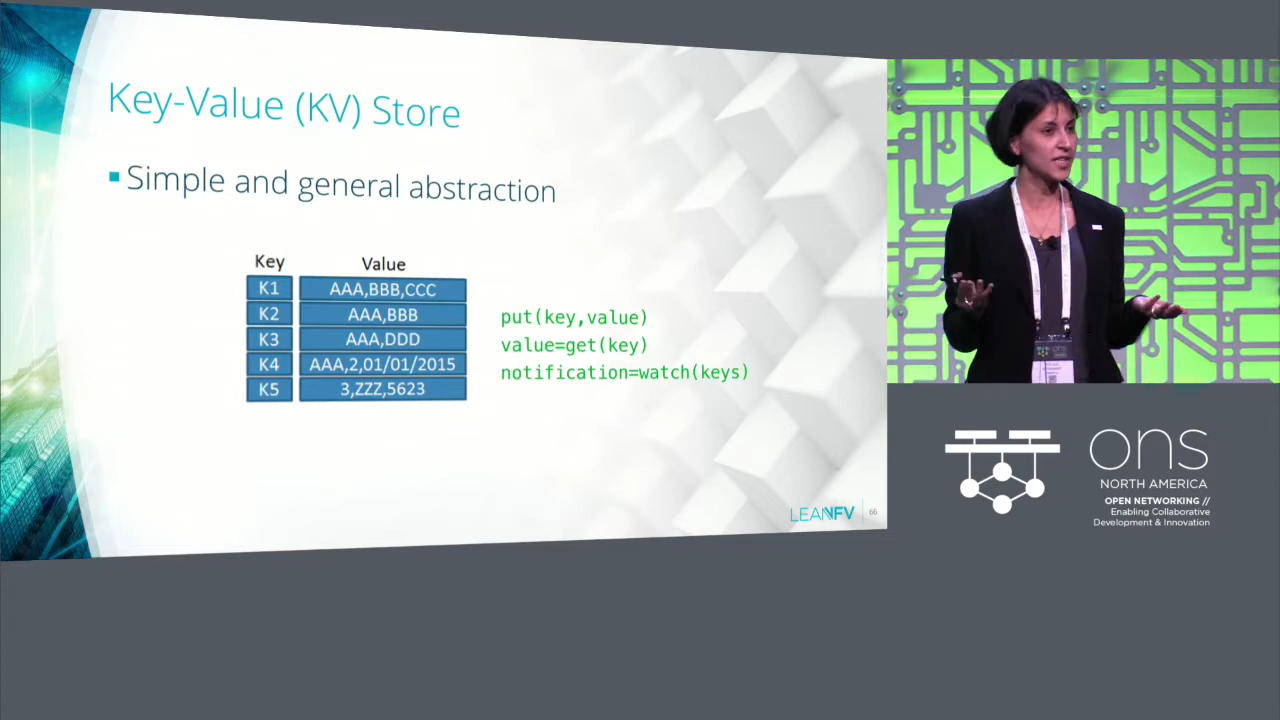 Key-Value (KV) Store
Simple and general abstraction
Key Value
K1 AAA,BBB,CCC
K2 AAA,BBB
K3 AAA,DDD
K4 AAA,2,01/01/2015
K5 3,ZZZ,5623
put(key,value)
value=get(key)
notification=watch(keys)
LEANFV 66
ons
ons
NORTH AMERICA
OPEN NETWORKING //
Enabling Collaborative
Development & Innovation